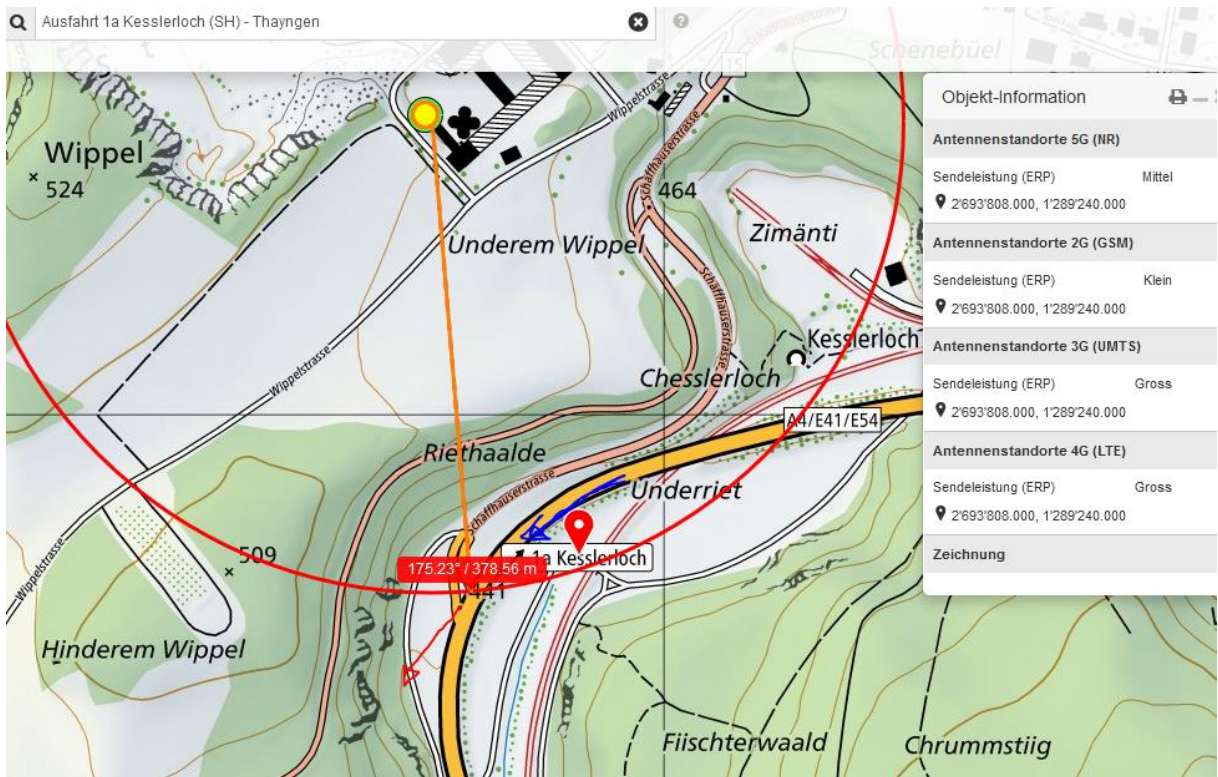 Ausfahrt 1a Kesslerloch (SH) - Thayngen
Schenebüel
15
Wippelstrasse
Schaffhauserstrasse
Objekt-Information
Antennenstandorte 5G (NR)
Sendeleistung (ERP) Mittel
2'693'808.000, 1'289'240.000
Antennenstandorte 2G (GSM)
Sendeleistung (ERP) Klein
2'693'808.000, 1'289'240.000
Antennenstandorte 3G (UMTS)
Sendeleistung (ERP) Gross
2'693'808.000, 1'289'240.000
Antennenstandorte 4G (LTE)
Sendeleistung (ERP) Gross
2'693'808.000, 1'289'240.000
Zeichnung
Wippel
524
464
Schaffhauserstrasse
Zimänti
Underem Wippel
Schaffhauserstrasse
Wippelstrasse
Kesslerloch
Chesslerloch
A4/E41/E54
Riethaalde
Underriet
Schaffhauserstrasse
Wippelstrasse
509
1a Kesslerloch
175.23° / 378.56 m
441
Hinderem Wippel
Fiischterwaald
Chrummstiig